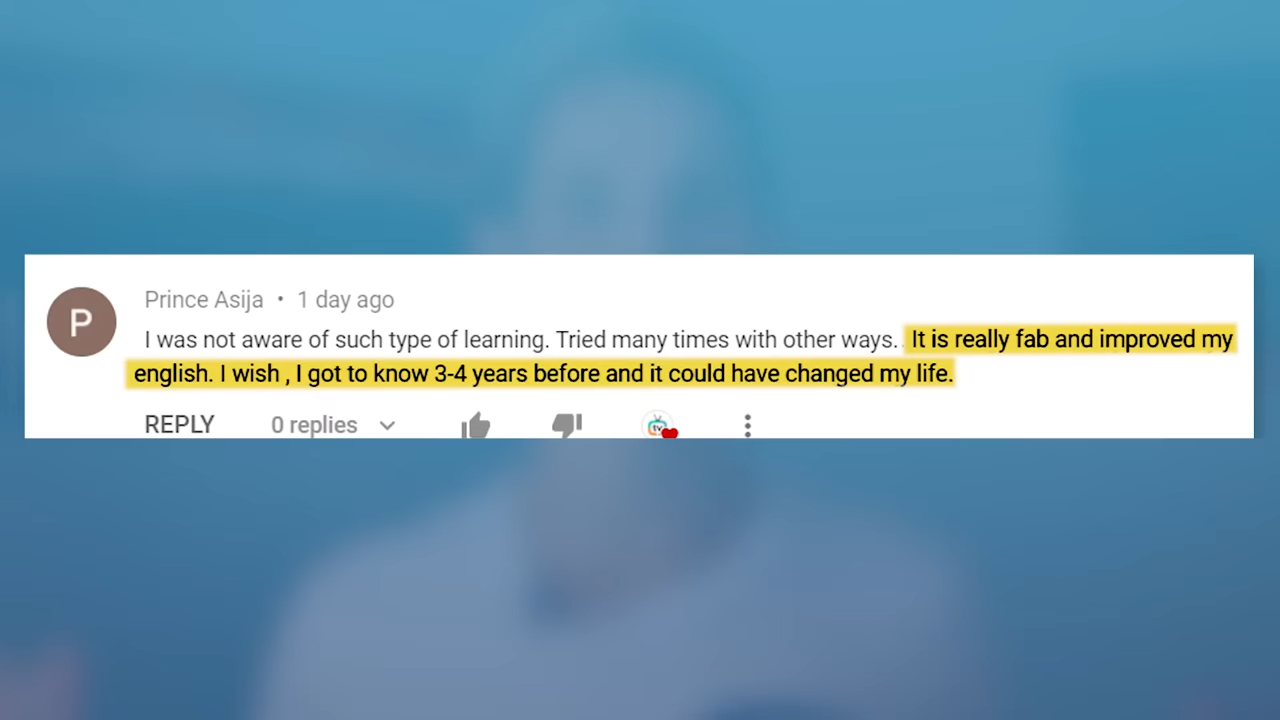 P
Prince Asija • 1 day ago
I was not aware of such type of learning. Tried many times with other ways. It is really fab and improved my
english. I wish , I got to know 3-4 years before and it could have changed my life.
REPLY 0 replies
tv